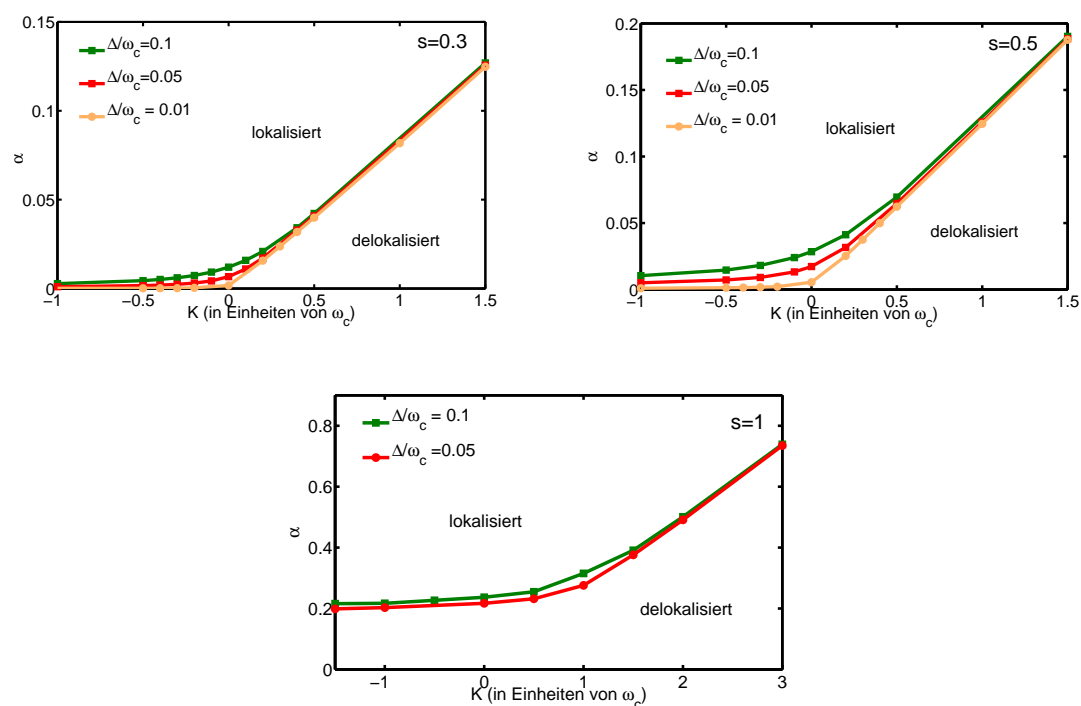 0.15
0.1
0.05
0
α
Δ/ω_c=0.1
Δ/ω_c=0.05
Δ/ω_c = 0.01
s=0.3
lokalisiert
delokalisiert
−1 −0.5 0 0.5 1 1.5
K (in Einheiten von ω_c)
0.2
0.15
0.1
0.05
0
α
Δ/ω_c=0.1
Δ/ω_c=0.05
Δ/ω_c = 0.01
s=0.5
lokalisiert
delokalisiert
−1 −0.5 0 0.5 1 1.5
K (in Einheiten von ω_c)
0.8
0.6
0.4
0.2
0
α
Δ/ω_c = 0.1
Δ/ω_c =0.05
s=1
lokalisiert
delokalisiert
−1 0 1 2 3
K (in Einheiten von ω_c)